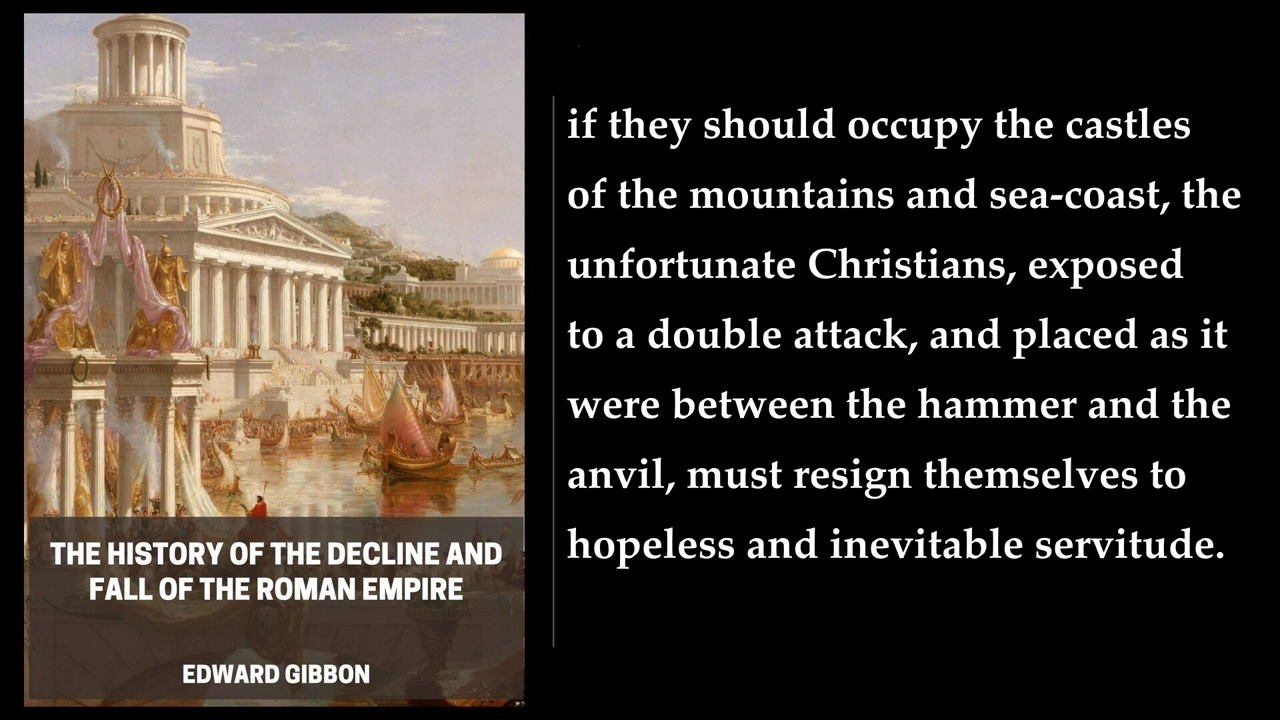 THE HISTORY OF THE DECLINE AND
FALL OF THE ROMAN EMPIRE
EDWARD GIBBON
if they should occupy the castles
of the mountains and sea-coast, the
unfortunate Christians, exposed
to a double attack, and placed as it
were between the hammer and the
anvil, must resign themselves to
hopeless and inevitable servitude.